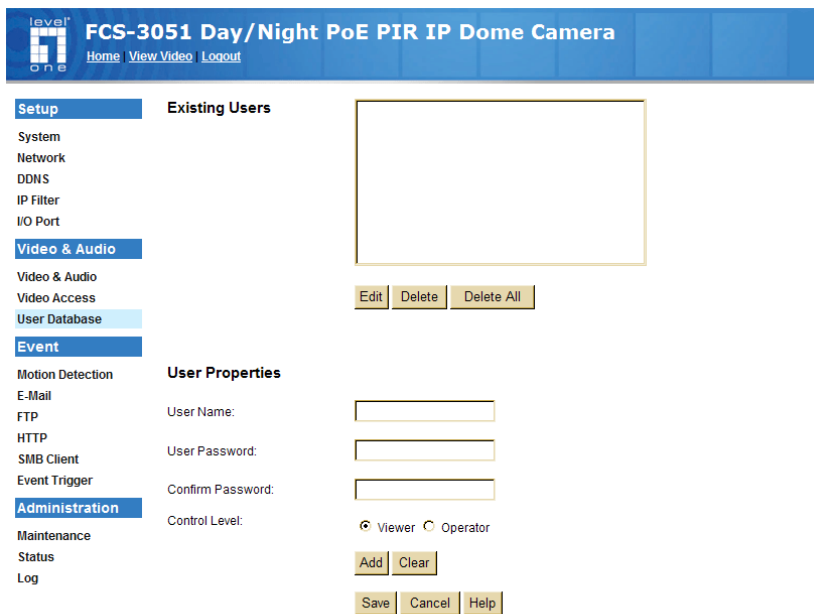 level
one
FCS-3051 Day/Night PoE PIR IP Dome Camera
Home | View Video | Logout
Setup
System
Network
DDNS
IP Filter
I/O Port
Video & Audio
Video & Audio
Video Access
User Database
Event
Motion Detection
E-Mail
FTP
HTTP
SMB Client
Event Trigger
Administration
Maintenance
Status
Log
Existing Users
Edit Delete Delete All
User Properties
User Name:
User Password:
Confirm Password:
Control Level: Viewer Operator
Add Clear
Save Cancel Help